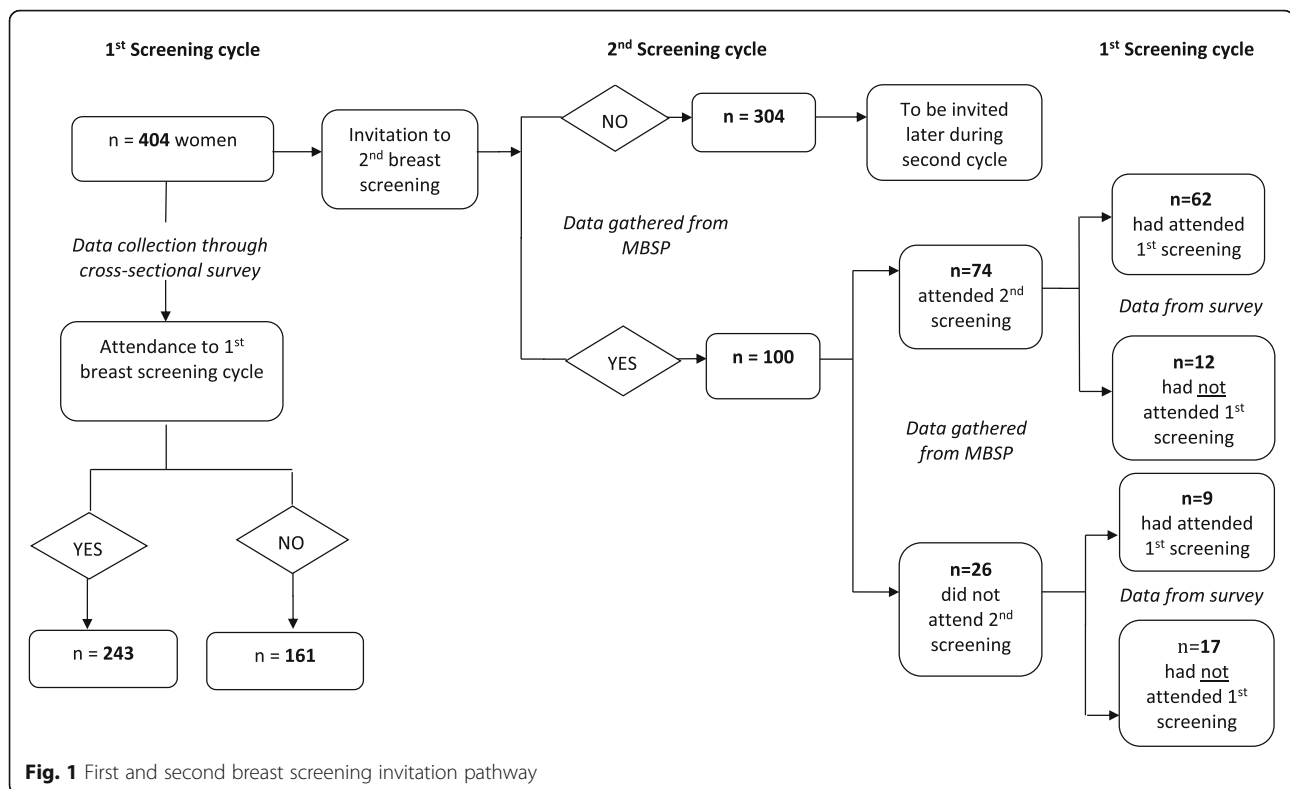 1st Screening cycle
2nd Screening cycle
1st Screening cycle
n = 404 women
Invitation to
2nd breast
screening
NO
n = 304
To be invited
later during
second cycle
Data collection through
cross-sectional survey
Data gathered from
MBSP
Attendance to 1st
breast screening cycle
YES
n = 100
n=74
attended 2nd
screening
n=62
had attended
1st screening
Data from survey
n=12
had not
attended 1st
screening
Data gathered
from MBSP
YES
NO
n = 243
n = 161
n=26
did not
attend 2nd
screening
n=9
had attended
1st screening
Data from survey
n=17
had not
attended 1st
screening
Fig. 1 First and second breast screening invitation pathway